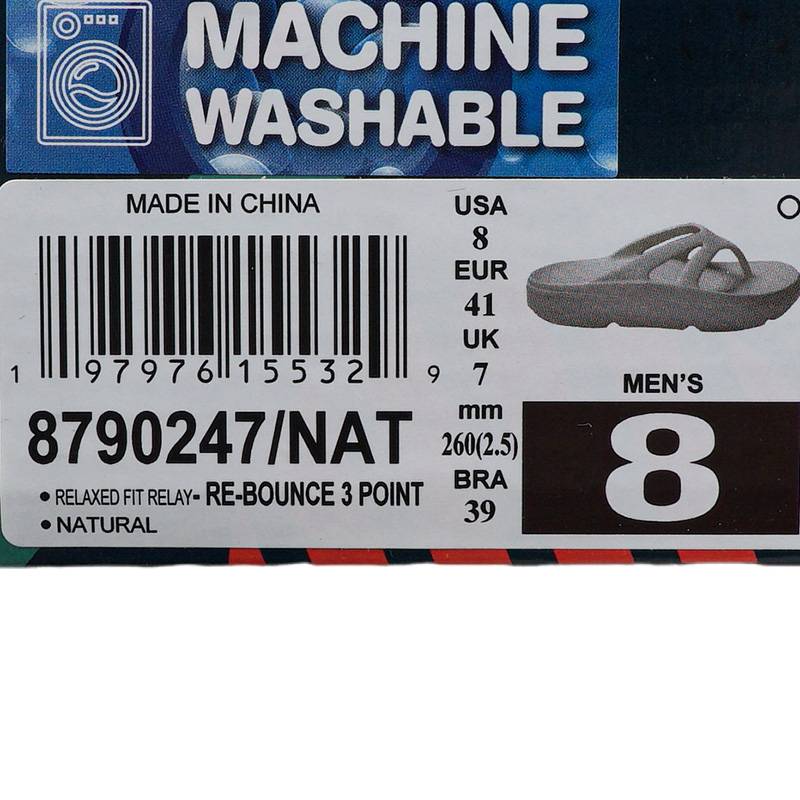 MACHINE
WASHABLE
MADE IN CHINA
1 97976 15532 9
8790247/NAT
• RELAXED FIT RELAY- RE-BOUNCE 3 POINT
• NATURAL
USA
8
EUR
41
UK
7
mm
260(2.5)
BRA
39
MEN'S
8